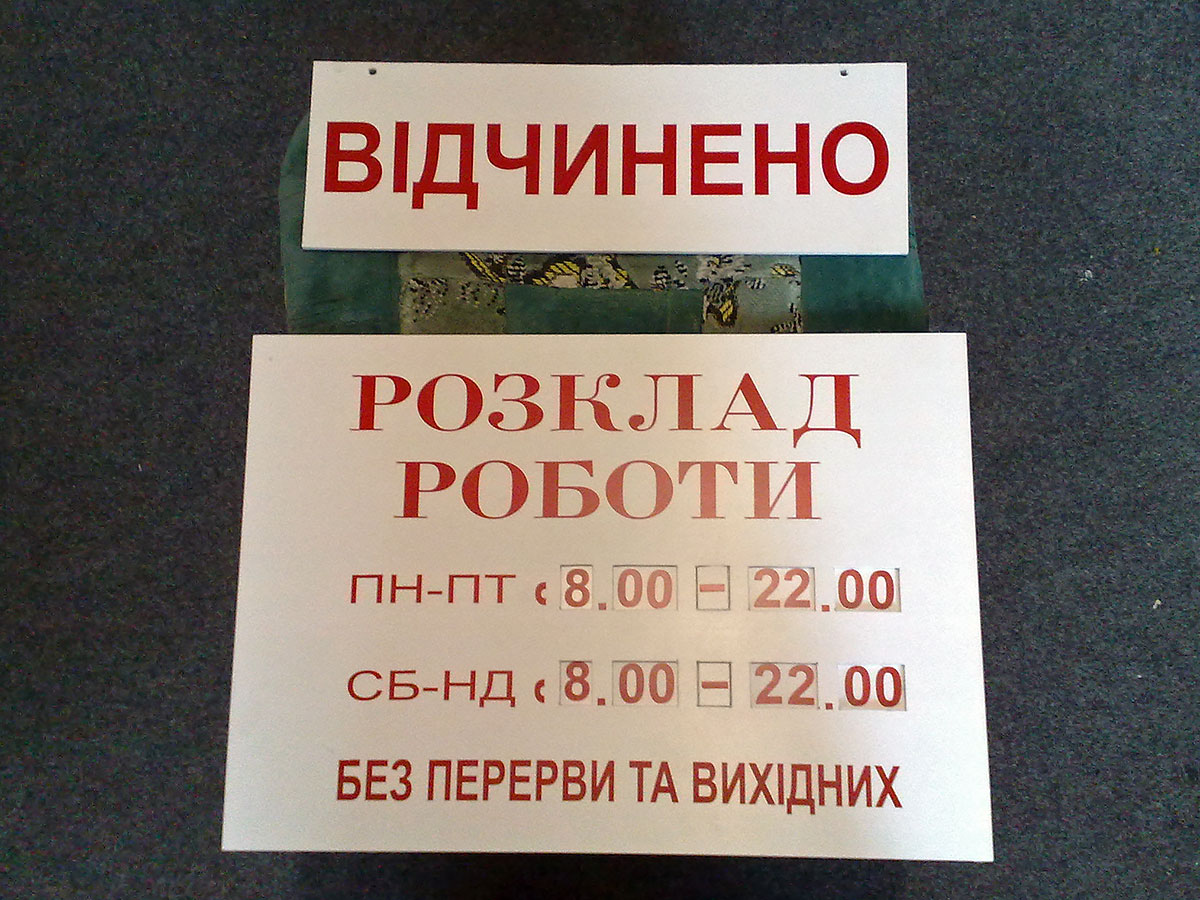 ВІДЧИНЕНО
РОЗКЛАД
РОБОТИ
ПН-ПТ с 8.00 – 22.00
СБ-НД с 8.00 – 22.00
БЕЗ ПЕРЕРВИ ТА ВИХІДНИХ